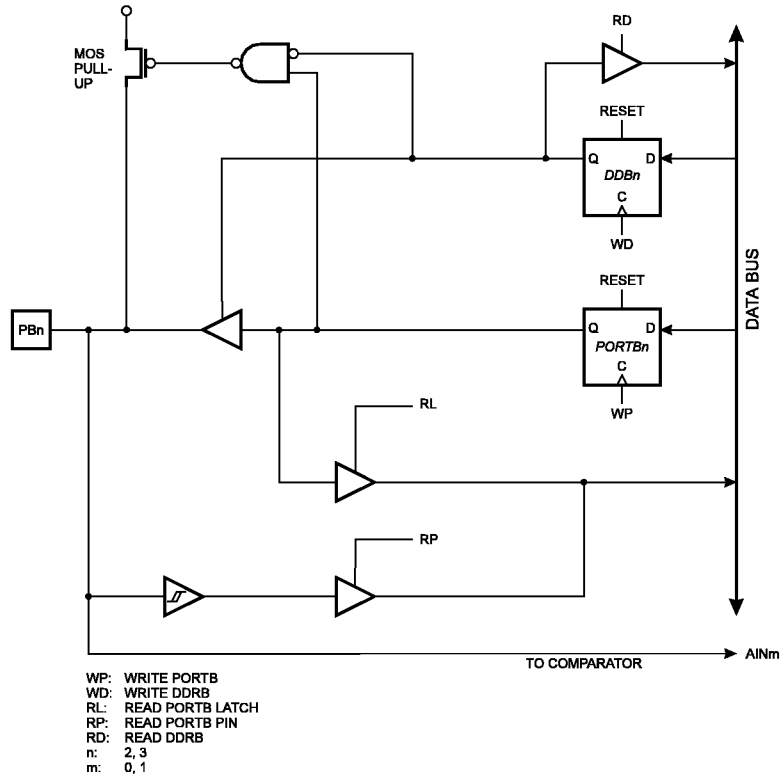 RD
MOS
PULL-
UP
RESET
Q
D
DDBn
C
WD
DATA BUS
RESET
PBn
Q
D
PORTBn
C
WP
RL
RP
TO COMPARATOR
AINm
WP: WRITE PORTB
WD: WRITE DDRB
RL: READ PORTB LATCH
RP: READ PORTB PIN
RD: READ DDRB
n: 2, 3
m: 0, 1